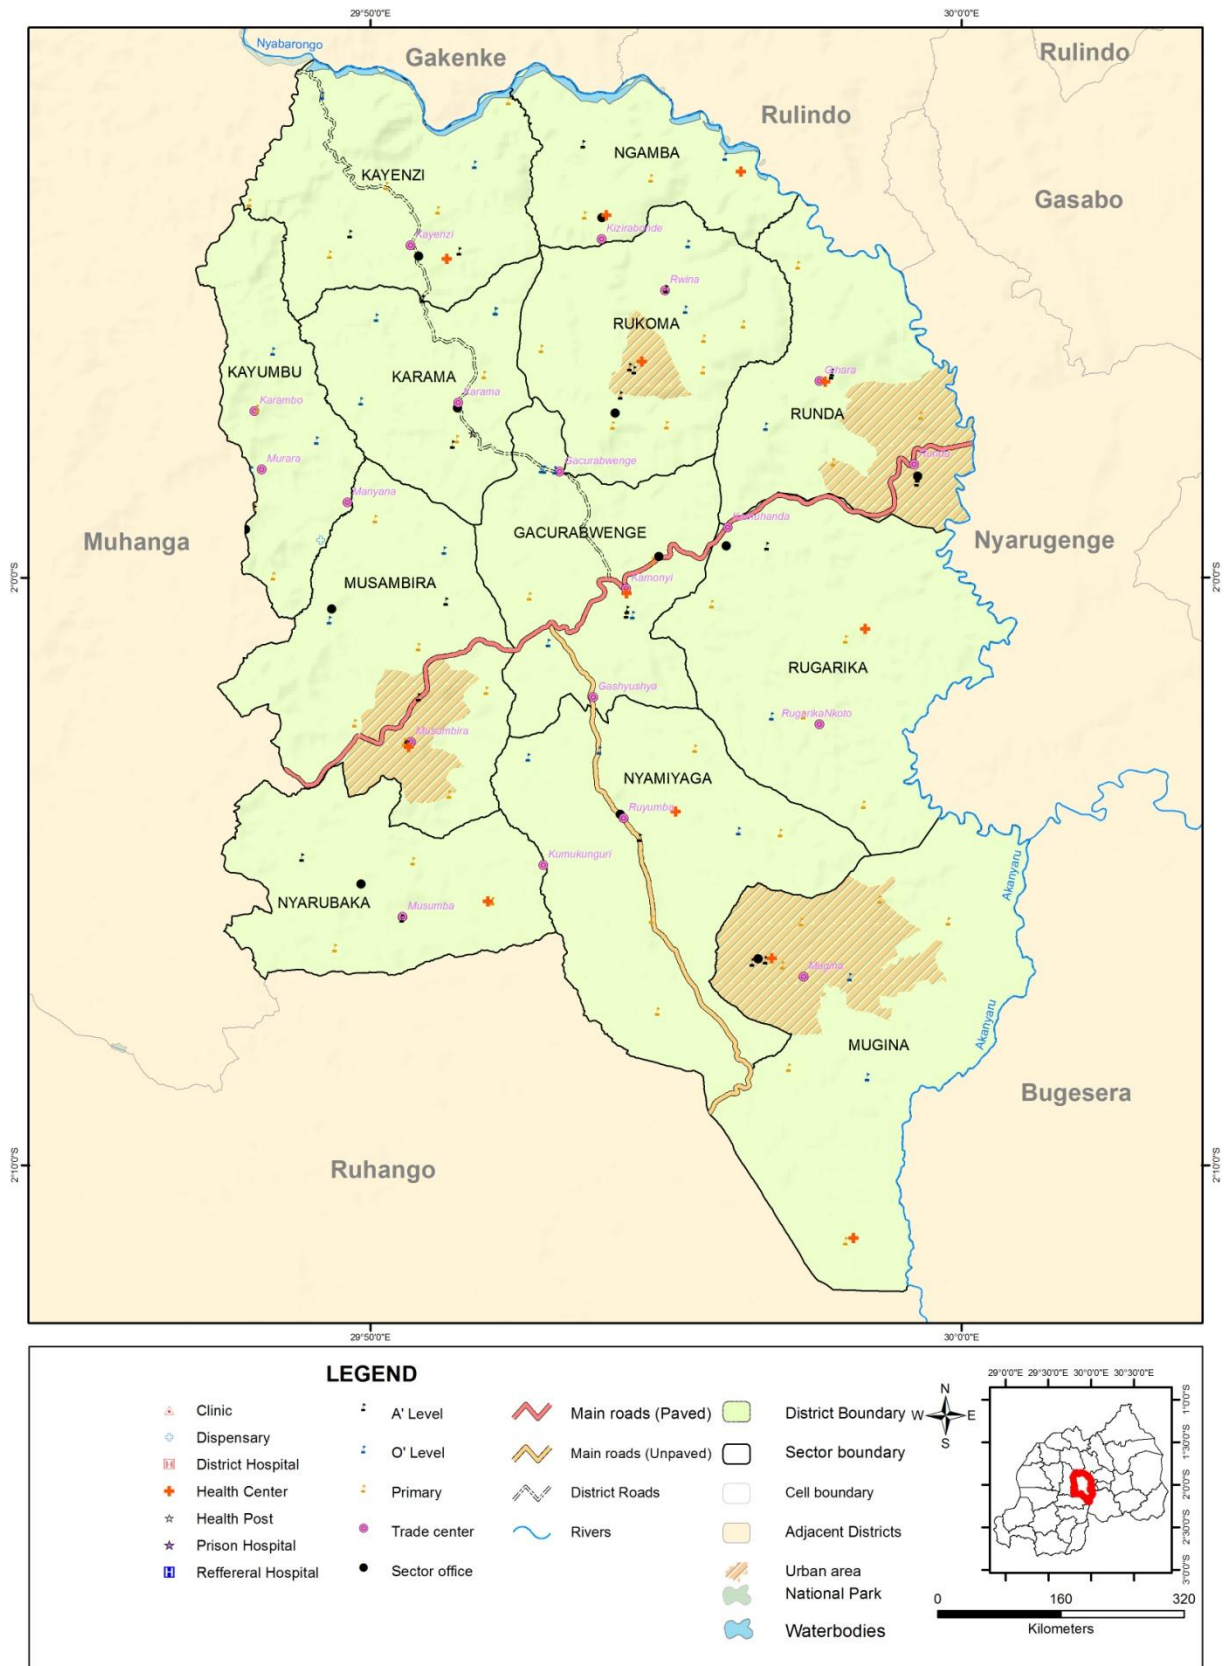 29°50'0"E
30°0'0"E
Nyabarongo
Gakenke
Rulindo
Rulindo
NGAMBA
KAYENZI
Gasabo
Kayenzi
Kizirabonde
Rwina
RUKOMA
KAYUMBU
KARAMA
Gihara
Karambo
Karama
RUNDA
Murara
Gacurabwenge
Runda
Manyana
Muhanga
GACURABWENGE
Kamuhanda
Nyarugenge
2°0'0"S
2°0'0"S
MUSAMBIRA
Kamonyi
RUGARIKA
Gashyushya
RugarikaNkoto
Musambira
NYAMIYAGA
Ruyumba
Kumukunguri
Akanyaru
NYARUBAKA
Musumba
Mugina
Akanyaru
MUGINA
Bugesera
Ruhango
2°10'0"S
2°10'0"S
29°50'0"E
30°0'0"E
LEGEND
Clinic
Dispensary
District Hospital
Health Center
Health Post
Prison Hospital
Reffereral Hospital
A' Level
O' Level
Primary
Trade center
Sector office
Main roads (Paved)
Main roads (Unpaved)
District Roads
Rivers
District Boundary
Sector boundary
Cell boundary
Adjacent Districts
Urban area
National Park
Waterbodies
N
W E
S
29°0'0"E 29°30'0"E 30°0'0"E 30°30'0"E
1°0'0"S
1°30'0"S
2°0'0"S
2°30'0"S
3°0'0"S
0 160 320
Kilometers